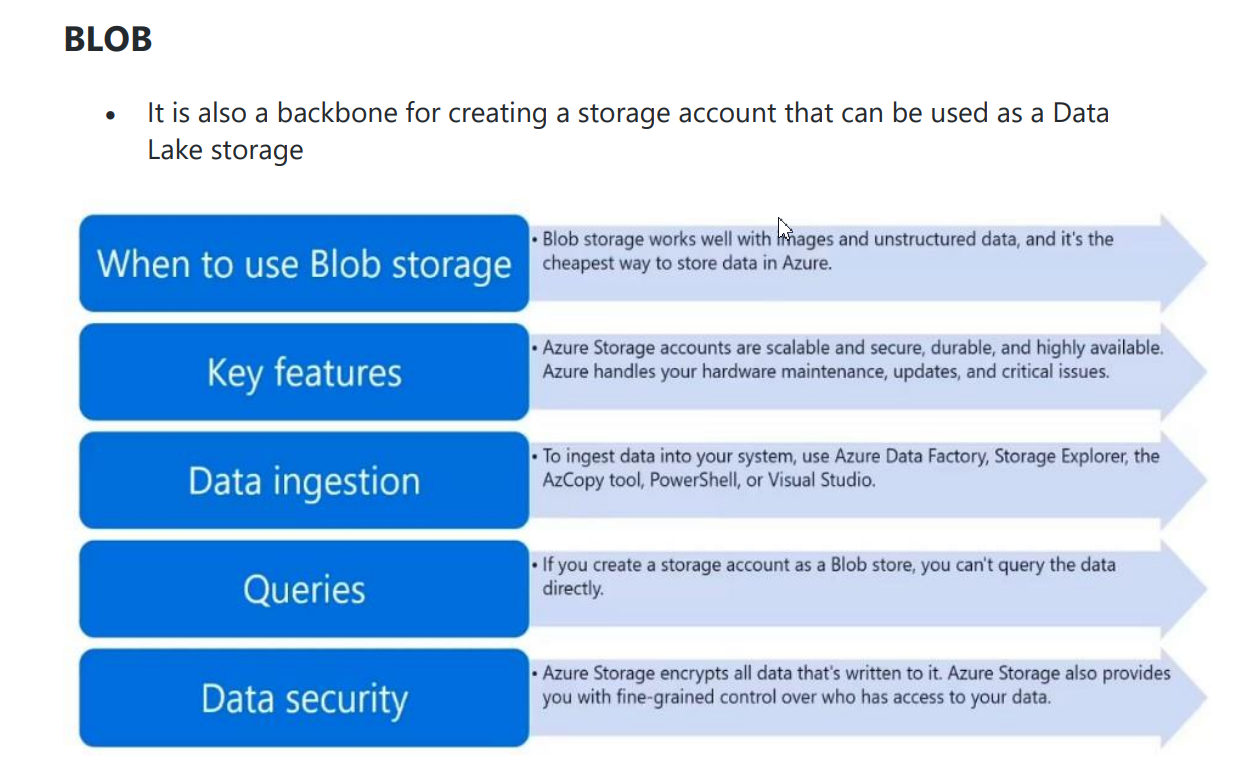 BLOB
• It is also a backbone for creating a storage account that can be used as a Data
Lake storage
When to use Blob storage
• Blob storage works well with images and unstructured data, and it's the
cheapest way to store data in Azure.
Key features
• Azure Storage accounts are scalable and secure, durable, and highly available.
Azure handles your hardware maintenance, updates, and critical issues.
Data ingestion
• To ingest data into your system, use Azure Data Factory, Storage Explorer, the
AzCopy tool, PowerShell, or Visual Studio.
Queries
• If you create a storage account as a Blob store, you can't query the data
directly.
Data security
• Azure Storage encrypts all data that's written to it. Azure Storage also provides
you with fine-grained control over who has access to your data.